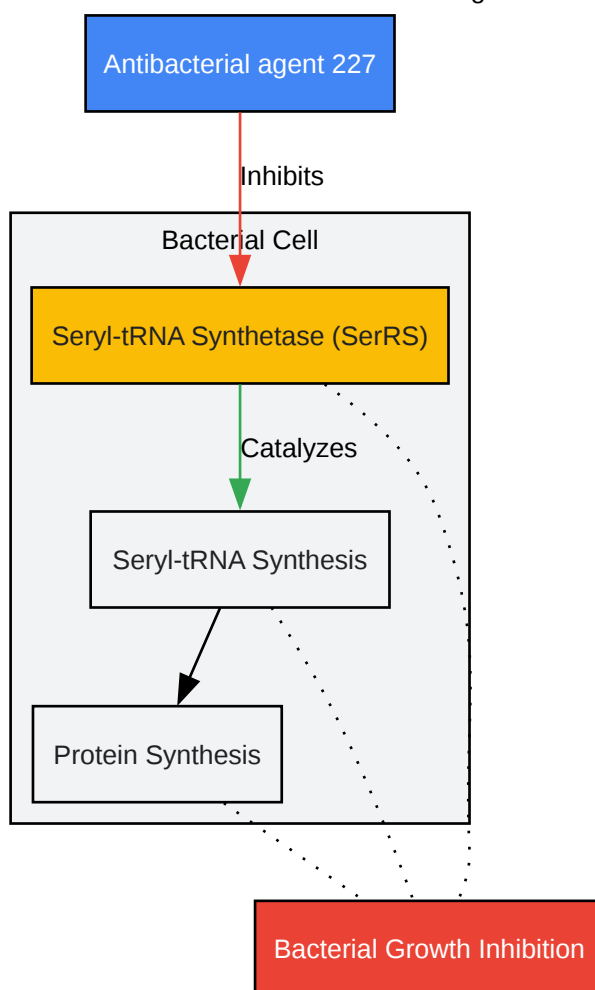 Antibacterial agent 227
Inhibits
Bacterial Cell
Seryl-tRNA Synthetase (SerRS)
Catalyzes
Seryl-tRNA Synthesis
Protein Synthesis
Bacterial Growth Inhibition